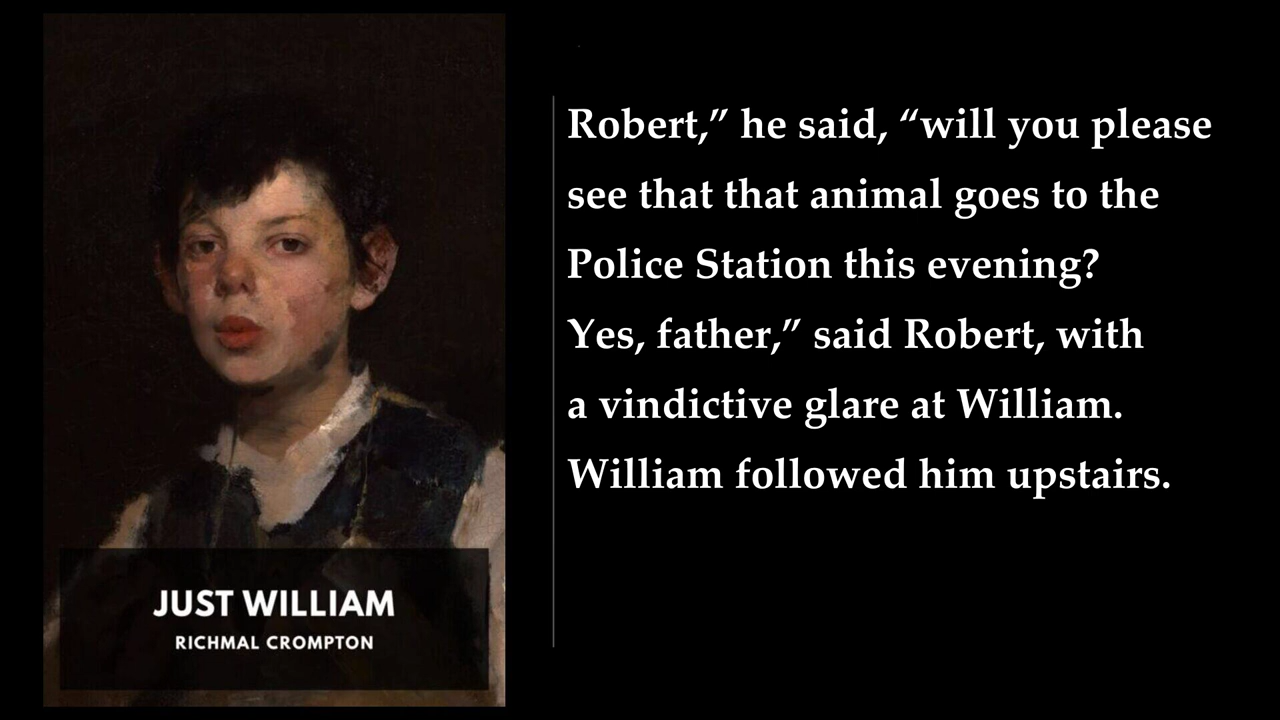 JUST WILLIAM
RICHMAL CROMPTON
Robert,” he said, “will you please
see that that animal goes to the
Police Station this evening?
Yes, father,” said Robert, with
a vindictive glare at William.
William followed him upstairs.